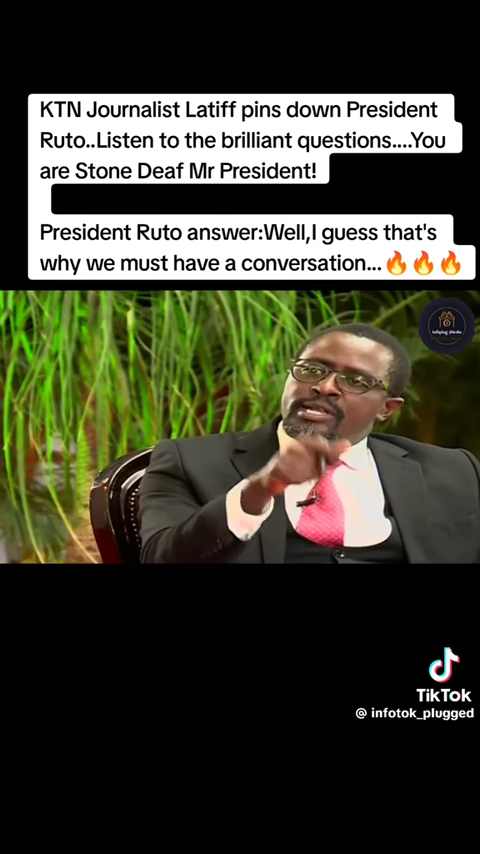 KTN Journalist Latiff pins down President
Ruto..Listen to the brilliant questions....You
are Stone Deaf Mr President!
President Ruto answer:Well,I guess that's
why we must have a conversation...🔥🔥🔥
TikTok
@ infotok_plugged